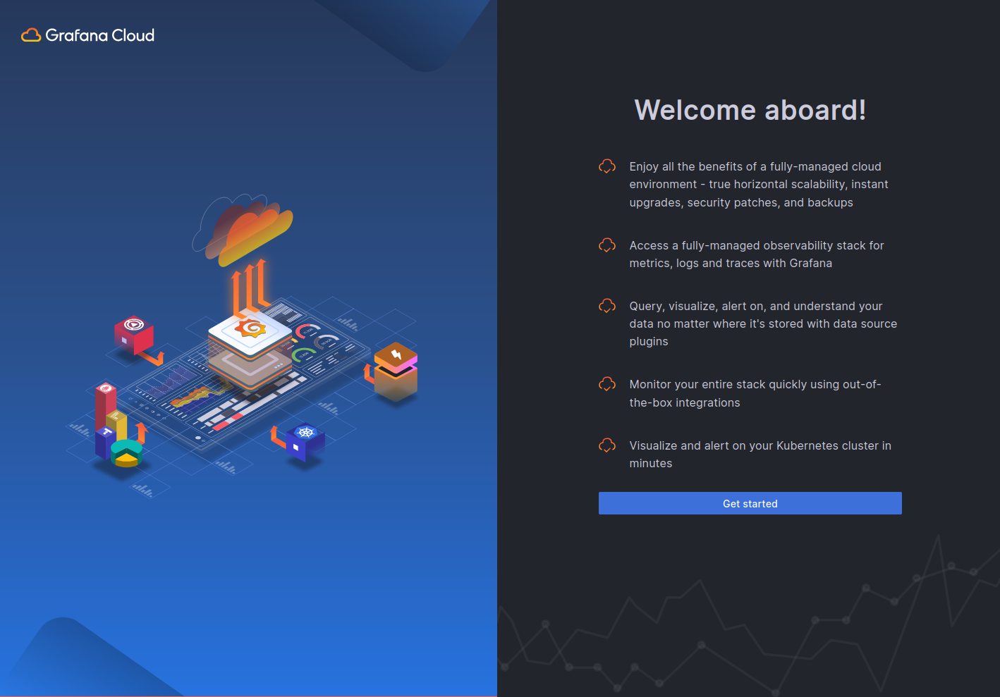 Grafana Cloud
Welcome aboard!
Enjoy all the benefits of a fully-managed cloud
environment - true horizontal scalability, instant
upgrades, security patches, and backups
Access a fully-managed observability stack for
metrics, logs and traces with Grafana
Query, visualize, alert on, and understand your
data no matter where it's stored with data source
plugins
Monitor your entire stack quickly using out-of-
the-box integrations
Visualize and alert on your Kubernetes cluster in
minutes
Get started